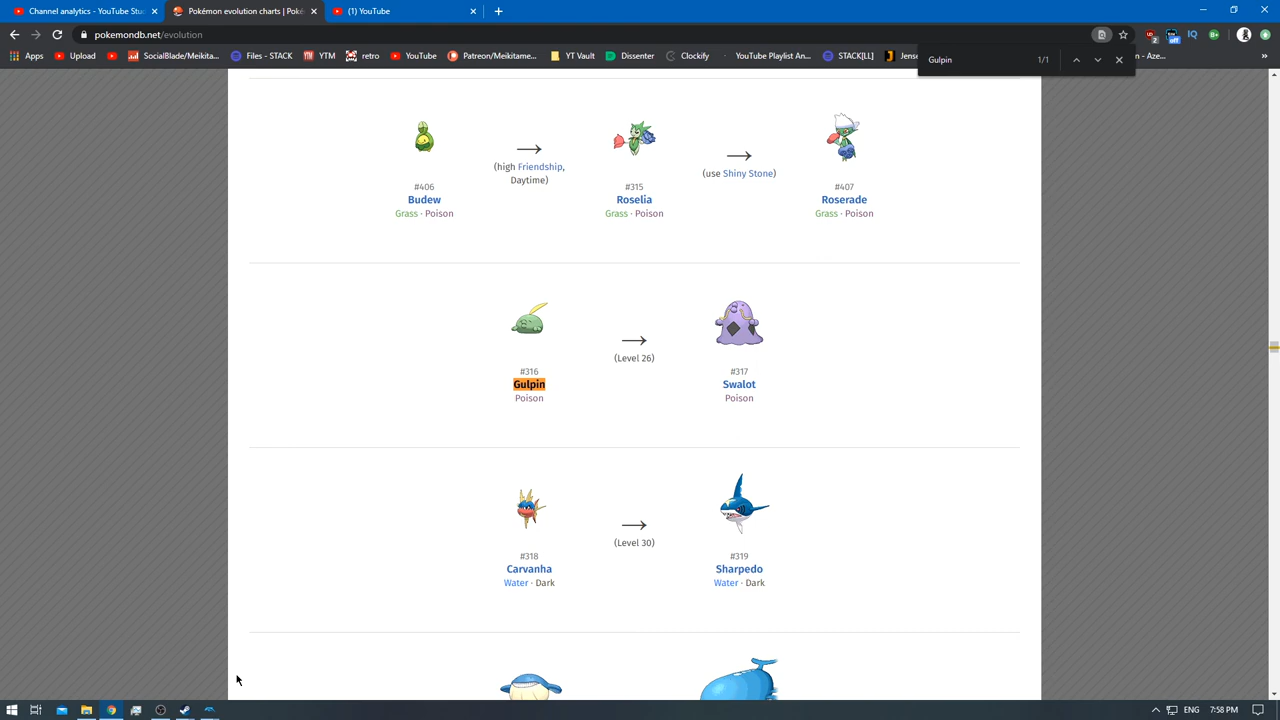 Channel analytics - YouTube Stu
Pokémon evolution charts | Poké
(1) YouTube
pokemondb.net/evolution
Apps
Upload
SocialBlade/Meikita...
Files - STACK
YTM
retro
YouTube
Patreon/Meikitame...
YT Vault
Dissenter
Clockify
YouTube Playlist An...
STACK[LL]
Jense
- Aze...
Gulpin
1/1
#406
Budew
Grass · Poison
(high Friendship,
Daytime)
#315
Roselia
Grass · Poison
(use Shiny Stone)
#407
Roserade
Grass · Poison
#316
Gulpin
Poison
(Level 26)
#317
Swalot
Poison
#318
Carvanha
Water · Dark
(Level 30)
#319
Sharpedo
Water · Dark
ENG
7:58 PM